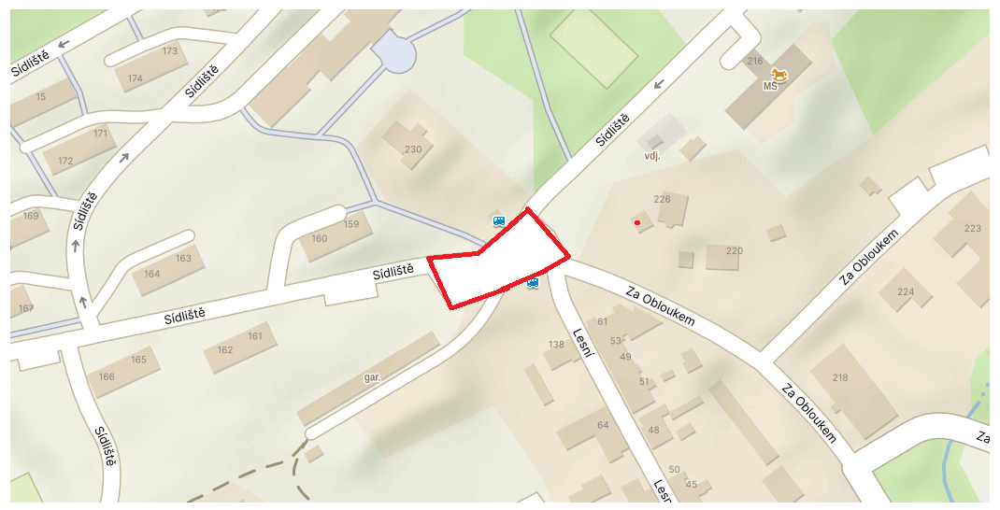 173
174
Sídliště
15
Sídliště
171
172
230
216
MŠ
Sídliště
vdj.
169
Sídliště
159
160
226
223
163
164
220
Sídliště
Za Obloukem
224
167
Sídliště
Za Obloukem
61
53
161
162
165
166
138
Lesní
49
51
gar.
218
Za Obloukem
64
48
Sídliště
Za
50
45
Lesn